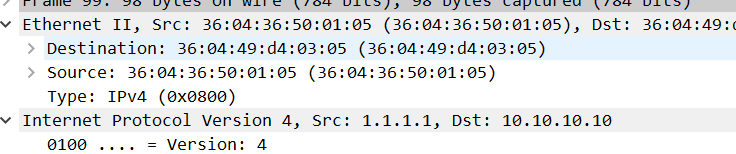 Frame 99: 98 bytes on wire (784 bits), 98 bytes captured (784 bits)
Ethernet II, Src: 36:04:36:50:01:05 (36:04:36:50:01:05), Dst: 36:04:49:
Destination: 36:04:49:d4:03:05 (36:04:49:d4:03:05)
Source: 36:04:36:50:01:05 (36:04:36:50:01:05)
Type: IPv4 (0x0800)
Internet Protocol Version 4, Src: 1.1.1.1, Dst: 10.10.10.10
0100 .... = Version: 4